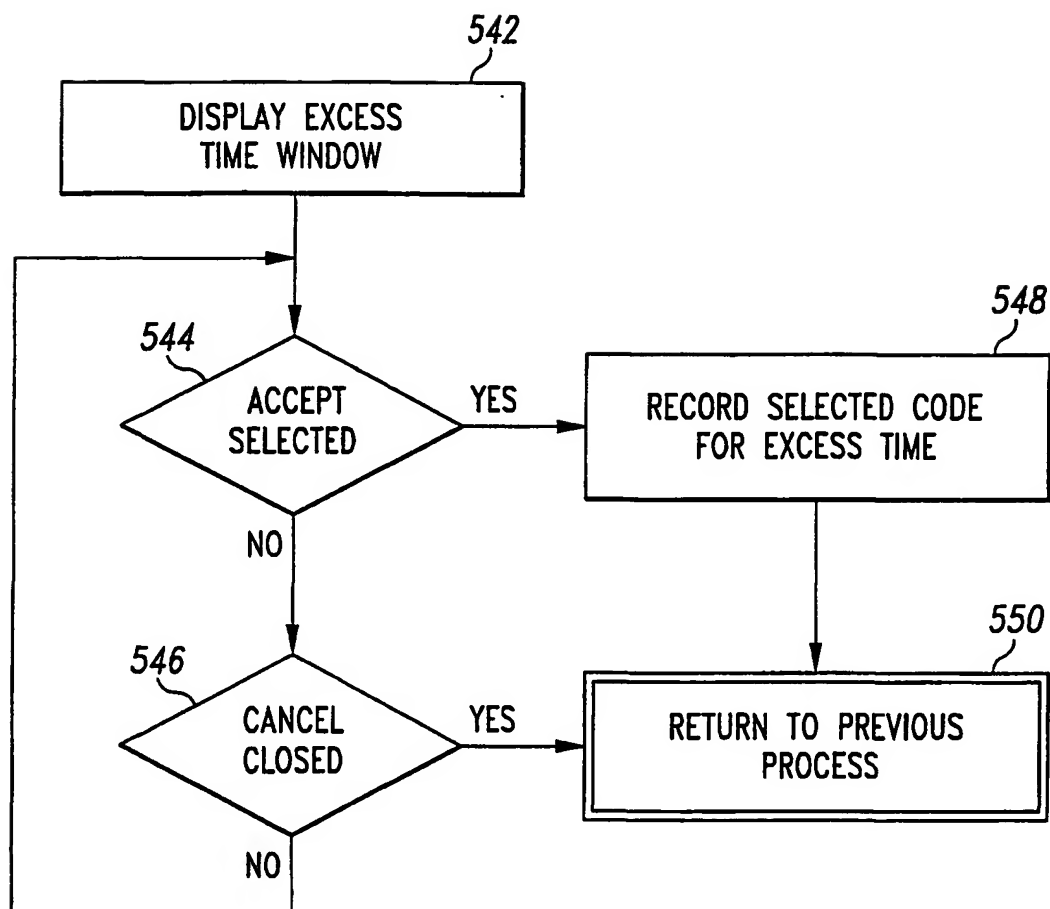 542
DISPLAY EXCESS
TIME WINDOW
544
ACCEPT
SELECTED
YES
NO
548
RECORD SELECTED CODE
FOR EXCESS TIME
546
CANCEL
CLOSED
YES
NO
550
RETURN TO PREVIOUS
PROCESS